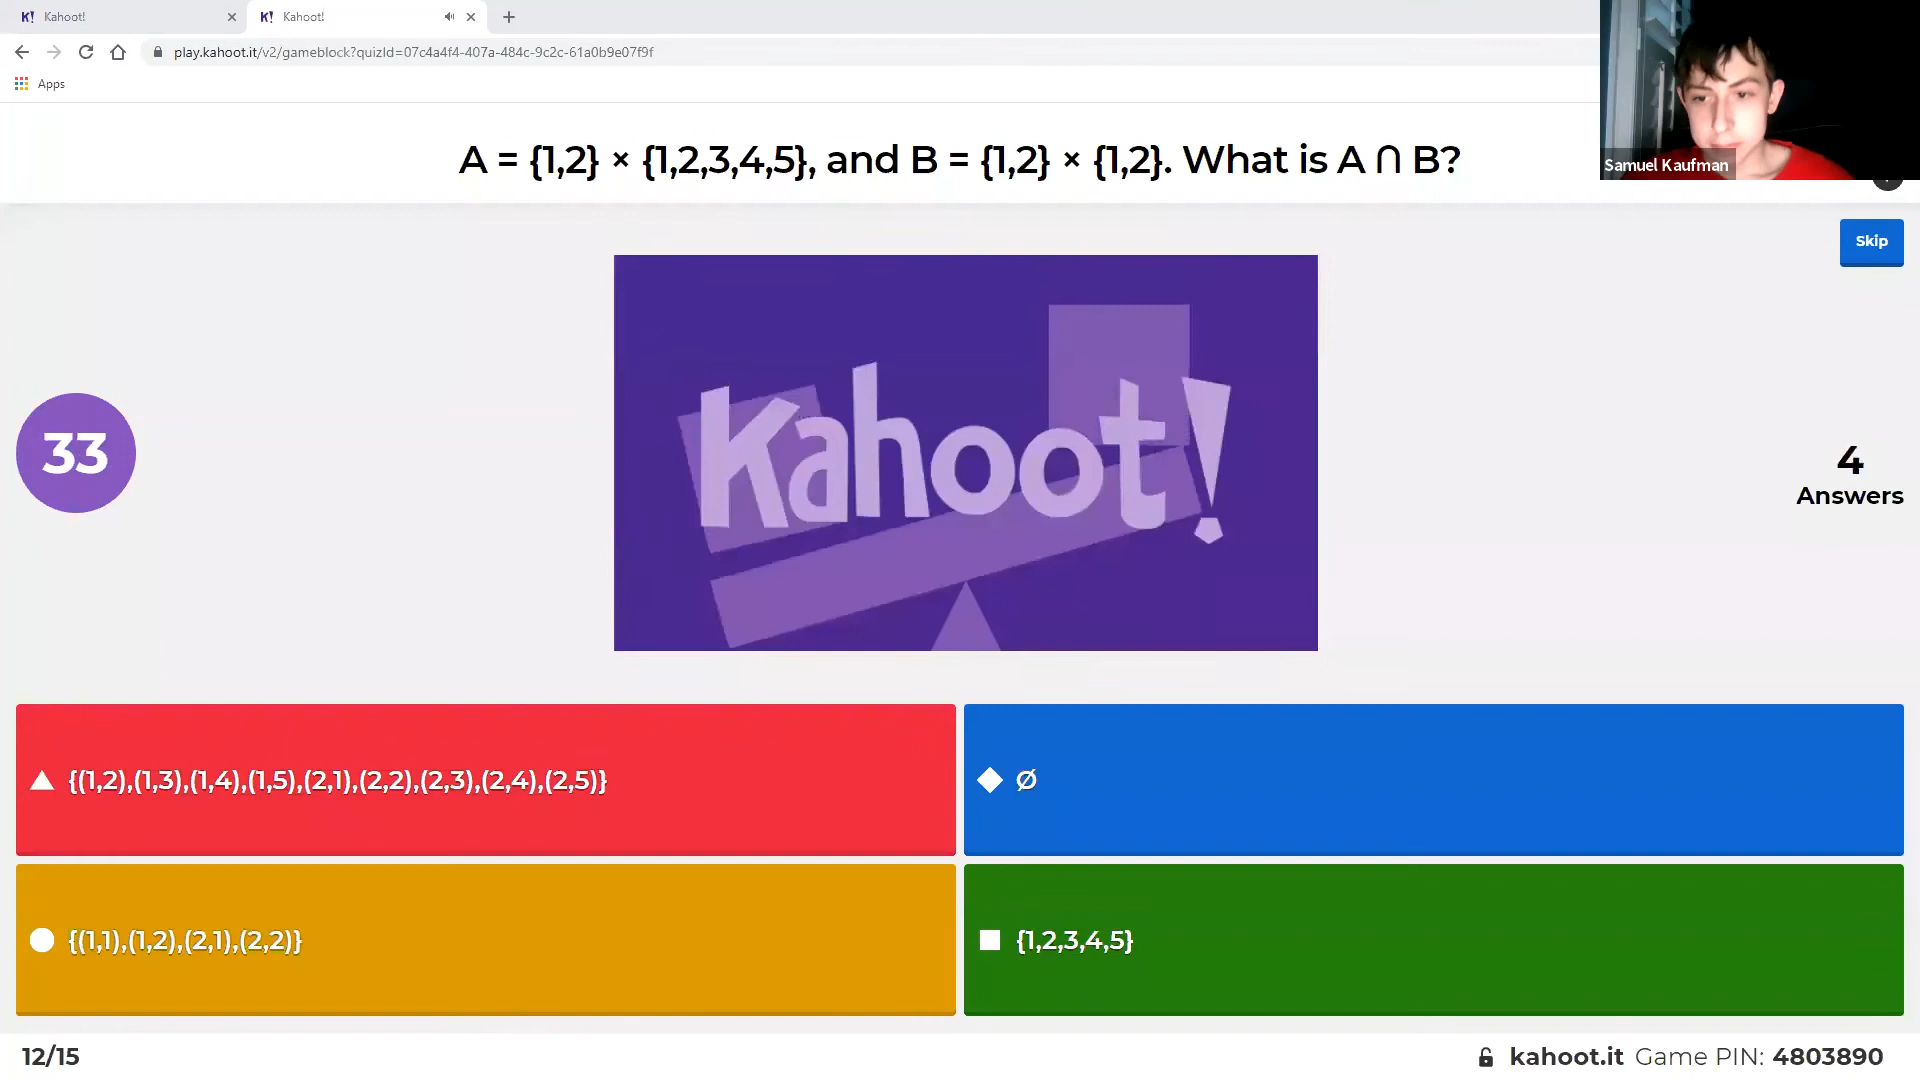 Kahoot!
Kahoot!
play.kahoot.it/v2/gameblock?quizId=07c4a4f4-407a-484c-9c2c-61a0b9e07f9f
Apps
A = {1,2} × {1,2,3,4,5}, and B = {1,2} × {1,2}. What is A ∩ B?
Samuel Kaufman
Skip
Kahoot!
33
4
Answers
{(1,2),(1,3),(1,4),(1,5),(2,1),(2,2),(2,3),(2,4),(2,5)}
Ø
{(1,1),(1,2),(2,1),(2,2)}
{1,2,3,4,5}
12/15
kahoot.it Game PIN: 4803890